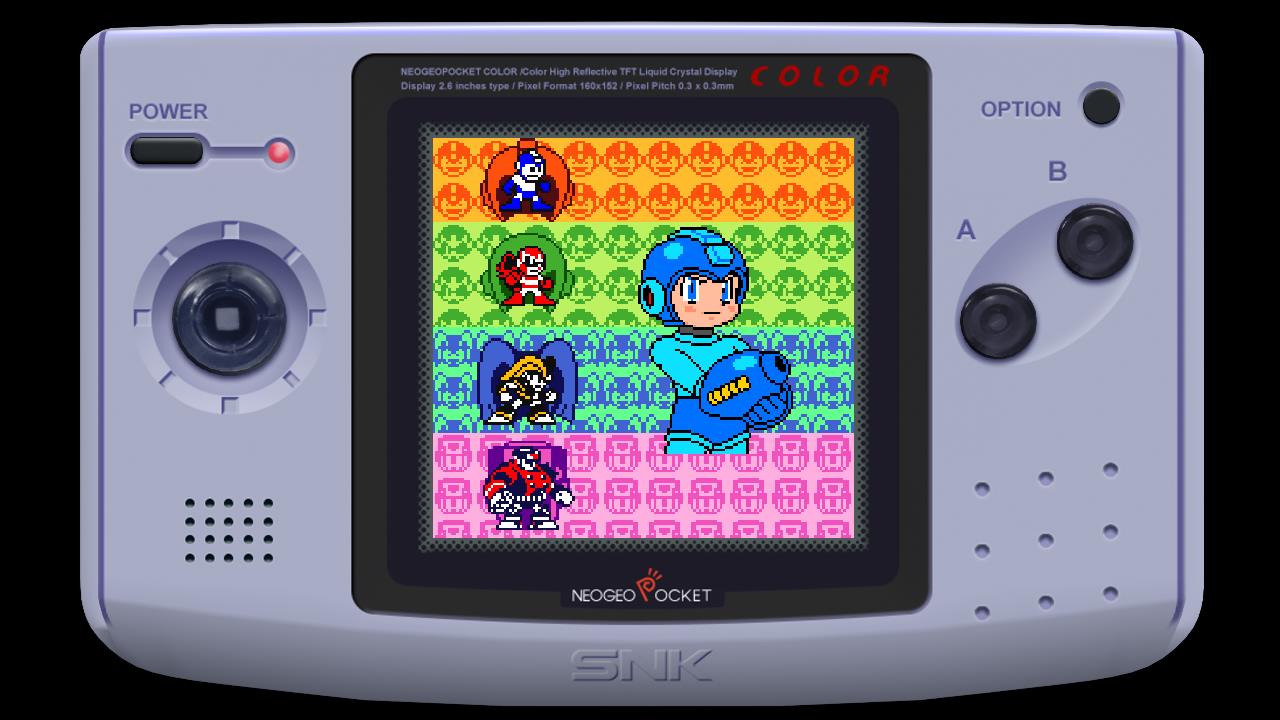 NEOGEOPOCKET COLOR /Color High Reflective TFT Liquid Crystal Display
Display 2.6 inches type / Pixel Format 160x152 / Pixel Pitch 0.3 x 0.3mm
COLOR
POWER
OPTION
B
A
NEOGEO POCKET
SNK